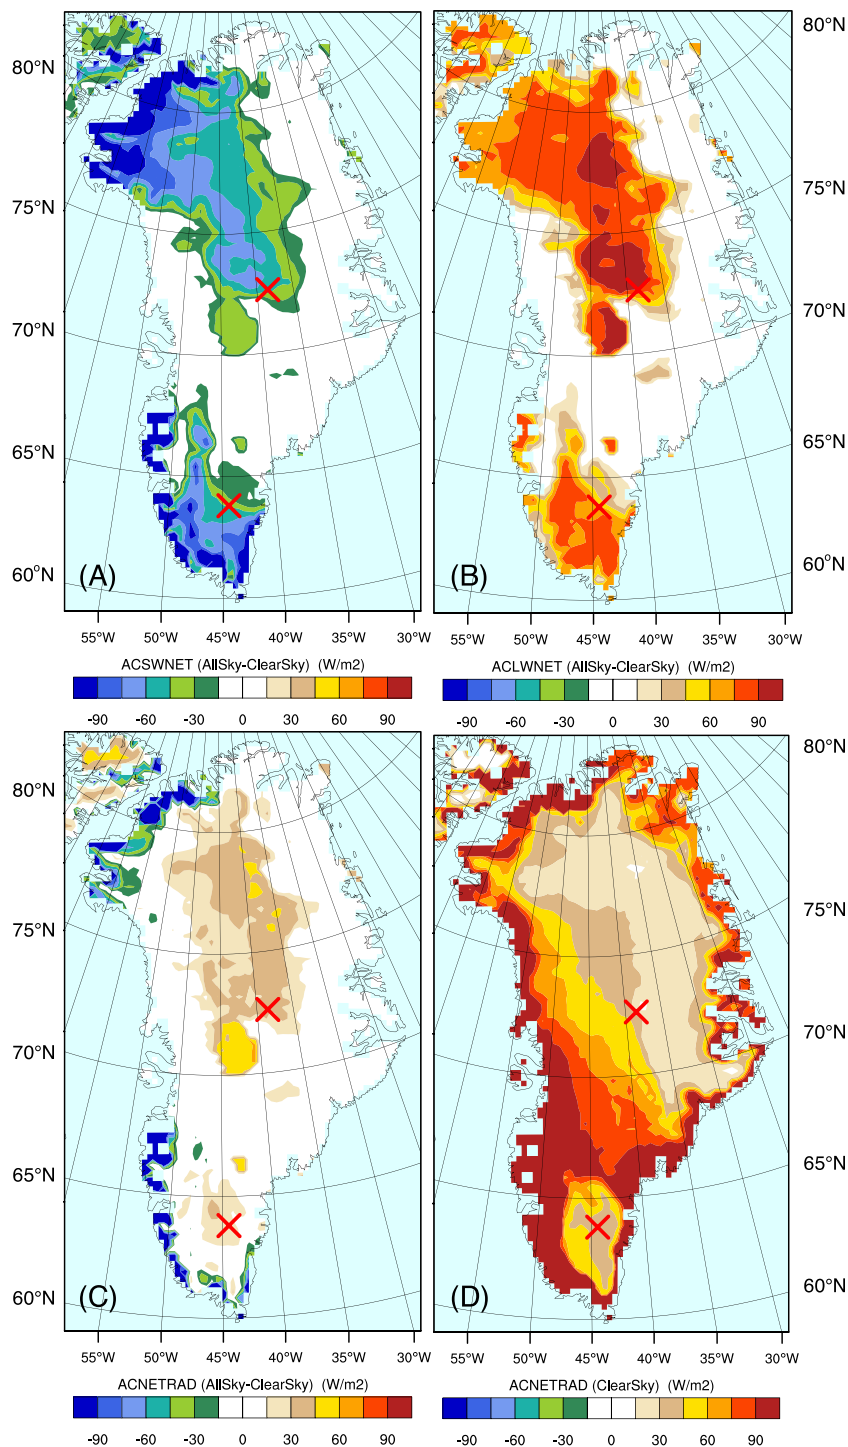 80°N
80°N
75°N
75°N
70°N
70°N
65°N
65°N
60°N
60°N
(A)
(B)
55°W 50°W 45°W 40°W 35°W 30°W
55°W 50°W 45°W 40°W 35°W 30°W
ACSWNET (AllSky-ClearSky) (W/m2)
-90 -60 -30 0 30 60 90
ACLWNET (AllSky-ClearSky) (W/m2)
-90 -60 -30 0 30 60 90
80°N
80°N
75°N
75°N
70°N
70°N
65°N
65°N
60°N
60°N
(C)
(D)
55°W 50°W 45°W 40°W 35°W 30°W
55°W 50°W 45°W 40°W 35°W 30°W
ACNETRAD (AllSky-ClearSky) (W/m2)
-90 -60 -30 0 30 60 90
ACNETRAD (ClearSky) (W/m2)
-90 -60 -30 0 30 60 90